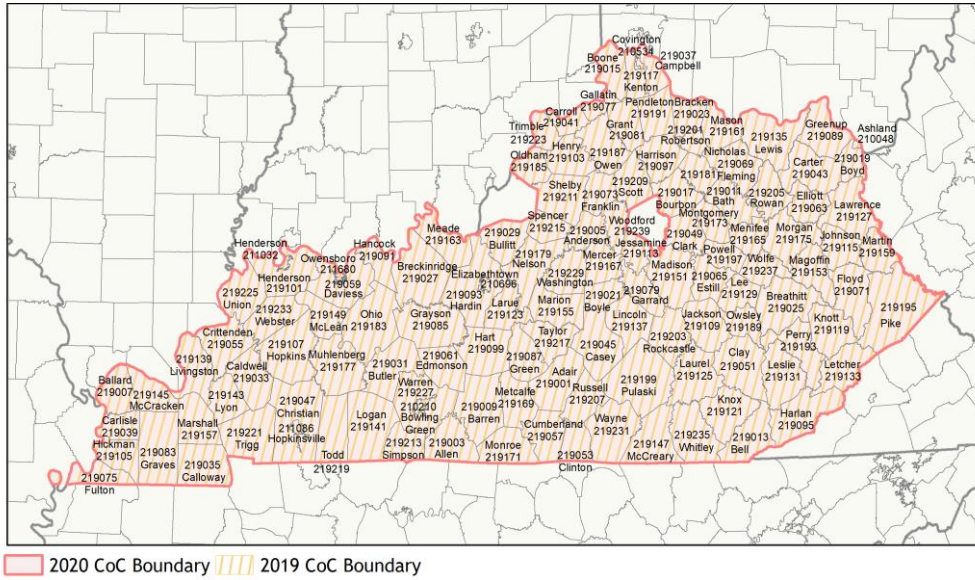 Covington
210534
219037
Campbell
Boone
219015
219117
Kenton
Gallatin
219077
Pendleton
219191
Bracken
219023
Carroll
219041
Grant
219081
219201
Robertson
Mason
219161
219135
Lewis
Greenup
219089
Ashland
210048
Trimble
219223
Henry
219103
Oldham
219185
219187
Owen
Harrison
219097
Nicholas
219181
219069
Fleming
Carter
219043
219019
Boyd
Shelby
219211
219073
Franklin
219209
Scott
219017
Bourbon
219011
Bath
219205
Rowan
Elliott
219063
Lawrence
219127
Spencer
219215
Woodford
219239
Montgomery
219173
Menifee
219165
Morgan
219175
Johnson
219115
Martin
219159
Meade
219163
219029
Bullitt
219005
Anderson
Jessamine
219113
219049
Clark
Powell
219197
Wolfe
219237
Magoffin
219153
Floyd
219071
Henderson
211032
Hancock
219091
Owensboro
211680
219059
Daviess
Breckinridge
219027
219179
Nelson
Mercer
219167
Madison
219151
219065
Estill
Lee
219129
Breathitt
219025
Knott
219119
219195
Pike
Henderson
219101
219225
Union
Elizabethtown
210696
219093
Hardin
219229
Washington
219021
Boyle
219079
Garrard
219233
Webster
219149
McLean
Ohio
219183
Grayson
219085
Larue
219123
Marion
219155
Lincoln
219137
Jackson
219109
Owsley
219189
Perry
219193
Crittenden
219055
219107
Hopkins
Muhlenberg
219177
Hart
219099
Taylor
219217
219045
Casey
219203
Rockcastle
Clay
219051
Leslie
219131
Letcher
219133
219139
Livingston
Caldwell
219033
219031
Butler
219061
Edmonson
219087
Green
Adair
219001
Laurel
219125
Ballard
219007
219145
McCracken
219143
Lyon
219047
Christian
Warren
219227
Metcalfe
219169
Russell
219207
219199
Pulaski
Knox
219121
Harlan
219095
Carlisle
219039
Marshall
219157
211086
Hopkinsville
Logan
219141
210210
Bowling
Green
219009
Barren
Cumberland
219057
Wayne
219231
Hickman
219105
219083
Graves
219035
Calloway
219221
Trigg
219213
Simpson
219003
Allen
Monroe
219171
219147
McCreary
219235
Whitley
219013
Bell
219075
Fulton
Todd
219219
219053
Clinton
2020 CoC Boundary 2019 CoC Boundary